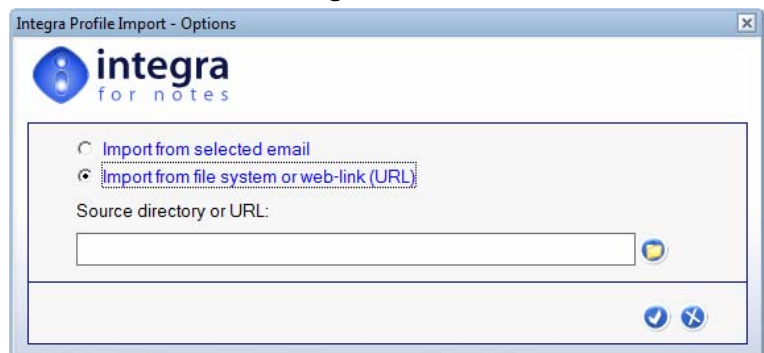 Integra Profile Import - Options
integra
for notes
Import from selected email
Import from file system or web-link (URL)
Source directory or URL: